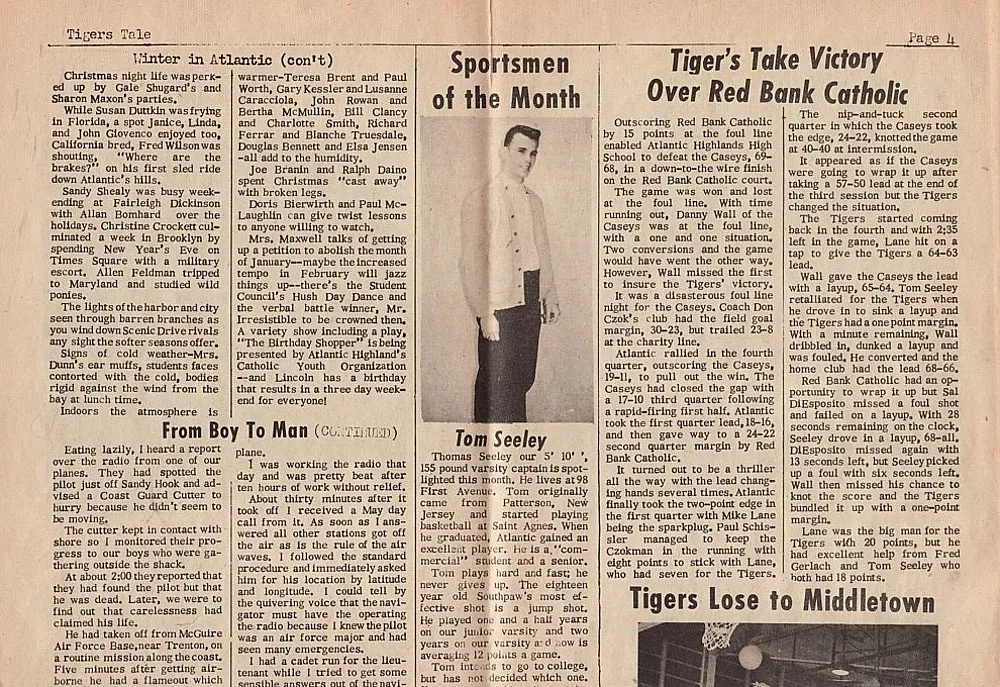 Tigers Tale
Page 4
Winter in Atlantic (con't)
Christmas night life was perk-
ed up by Gale Shugard's and
Sharon Maxon's parties.
While Susan Duttkin was frying
in Florida, a spot Janice, Linda,
and John Giovenco enjoyed too,
California bred, Fred Wilson was
shouting, "Where are the
brakes?" on his first sled ride
down Atlantic's hills.
Sandy Shealy was busy week-
ending at Fairleigh Dickinson
with Allan Bomhard over the
holidays. Christine Crockett cul-
minated a week in Brooklyn by
spending New Year's Eve on
Times Square with a military
escort. Allen Feldman tripped
to Maryland and studied wild
ponies.
The lights of the harbor and city
seen through barren branches as
you wind down Scenic Drive rivals
any sight the softer seasons offer.
Signs of cold weather-Mrs.
Dunn's ear muffs, students faces
contorted with the cold, bodies
rigid against the wind from the
bay at lunch time.
Indoors the atmosphere is
warmer-Teresa Brent and Paul
Worth, Gary Kessler and Lusanne
Caracciola, John Rowan and
Bertha McMullin, Bill Clancy
and Charlotte Smith, Richard
Ferrar and Blanche Truesdale,
Douglas Bennett and Elsa Jensen
-all add to the humidity.
Joe Branin and Ralph Daino
spent Christmas "cast away"
with broken legs.
Doris Bierwirth and Paul Mc-
Laughlin can give twist lessons
to anyone willing to watch.
Mrs. Maxwell talks of getting
up a petition to abolish the month
of January--maybe the increased
tempo in February will jazz
things up--there's the Student
Council's Hush Day Dance and
the verbal battle winner, Mr.
Irresistible to be crowned then.
A variety show including a play,
"The Birthday Shopper" is being
presented by Atlantic Highland's
Catholic Youth Organization
--and Lincoln has a birthday
that results in a three day week-
end for everyone!
From Boy To Man (CONTINUED)
Eating lazily, I heard a report
over the radio from one of our
planes. They had spotted the
pilot just off Sandy Hook and ad-
vised a Coast Guard Cutter to
hurry because he didn't seem to
be moving.
The cutter kept in contact with
shore so I monitored their pro-
gress to our boys who were ga-
thering outside the shack.
At about 2:00 they reported that
they had found the pilot but that
he was dead. Later, we were to
find out that carelessness had
claimed his life.
He had taken off from McGuire
Air Force Base, near Trenton, on
a routine mission along the coast.
Five minutes after getting air-
borne he had a flameout which
plane.
I was working the radio that
day and was pretty beat after
ten hours of work without relief.
About thirty minutes after it
took off I received a May day
call from it. As soon as I ans-
wered all other stations got off
the air as is the rule of the air
waves. I followed the standard
procedure and immediately asked
him for his location by latitude
and longitude. I could tell by
the quivering voice that the navi-
gator must have the operating
the radio because I knew the pilot
was an air force major and had
seen many emergencies.
I had a cadet run for the lieu-
tenant while I tried to get some
sensible answers out of the navi-
Sportsmen
of the Month
Tom Seeley
Thomas Seeley our 5' 10' ',
155 pound varsity captain is spot-
lighted this month. He lives at 98
First Avenue. Tom originally
came from Patterson, New
Jersey and started playing
basketball at Saint Agnes. When
he graduated, Atlantic gained an
excellent player. He is a "com-
mercial" student and a senior.
Tom plays hard and fast; he
never gives up. The eighteen
year old Southpaw's most ef-
fective shot is a jump shot.
He played one and a half years
on our junior varsity and two
years on our varsity and now is
averaging 12 points a game.
Tom intends to go to college,
but has not decided which one.
Tiger's Take Victory
Over Red Bank Catholic
Outscoring Red Bank Catholic
by 15 points at the foul line
enabled Atlantic Highlands High
School to defeat the Caseys, 69-
68, in a down-to-the wire finish
on the Red Bank Catholic court.
The game was won and lost
at the foul line. With time
running out, Danny Wall of the
Caseys was at the foul line,
with a one and one situation.
Two conversions and the game
would have went the other way.
However, Wall missed the first
to insure the Tigers' victory.
It was a disastrous foul line
night for the Caseys. Coach Don
Czok's club had the field goal
margin, 30-23, but trailed 23-8
at the charity line.
Atlantic rallied in the fourth
quarter, outscoring the Caseys,
19-11, to pull out the win. The
Caseys had closed the gap with
a 17-10 third quarter following
a rapid-firing first half. Atlantic
took the first quarter lead, 18-16,
and then gave way to a 24-22
second quarter margin by Red
Bank Catholic.
It turned out to be a thriller
all the way with the lead chang-
ing hands several times. Atlantic
finally took the two-point edge in
the first quarter with Mike Lane
being the sparkplug. Paul Schis-
sler managed to keep the
Czokman in the running with
eight points to stick with Lane,
who had seven for the Tigers.
The nip-and-tuck second
quarter in which the Caseys took
the edge, 24-22, knotted the game
at 40-40 at intermission.
It appeared as if the Caseys
were going to wrap it up after
taking a 57-50 lead at the end of
the third session but the Tigers
changed the situation.
The Tigers started coming
back in the fourth and with 2:35
left in the game, Lane hit on a
tap to give the Tigers a 64-63
lead.
Wall gave the Caseys the lead
with a layup, 65-64. Tom Seeley
retalliated for the Tigers when
he drove in to sink a layup and
the Tigers had a one point margin.
With a minute remaining, Wall
dribbled in, dunked a layup and
was fouled. He converted and the
home club had the lead 68-66.
Red Bank Catholic had an op-
portunity to wrap it up but Sal
DiEsposito missed a foul shot
and failed on a layup. With 28
seconds remaining on the clock,
Seeley drove in a layup, 68-all.
DiEsposito missed again with
13 seconds left, but Seeley picked
up a foul with six seconds left.
Wall then missed his chance to
knot the score and the Tigers
bundled it up with a one-point
margin.
Lane was the big man for the
Tigers with 20 points, but he
had excellent help from Fred
Gerlach and Tom Seeley who
both had 18 points.
Tigers Lose to Middletown